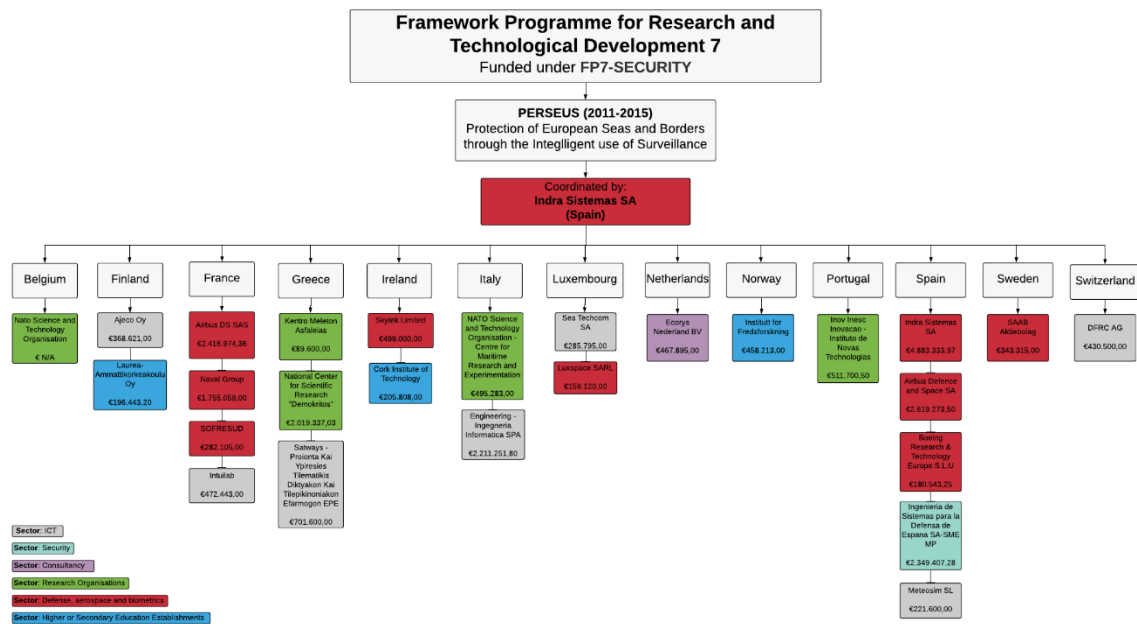 Framework Programme for Research and
Technological Development 7
Funded under FP7-SECURITY
PERSEUS (2011-2015)
Protection of European Seas and Borders
through the Integlligent use of Surveillance
Coordinated by:
Indra Sistemas SA
(Spain)
Belgium
Nato Science and
Technology
Organisation
€ N/A
Finland
Ajeco Oy
€368.621,00
Laurea-
Ammattikorkeakoulu
Oy
€196.443,20
France
Airbus DS SAS
€2.416.974,36
Naval Group
€1.755.059,00
SOFRESUD
€282.105,00
Intuilab
€472.443,00
Greece
Kentro Meleton
Asfaleias
€89.600,00
National Center
for Scientific
Research
"Demokritos"
€2.019.337,03
Satways -
Proionta Kai
Ypiresies
Tilematikis
Diktyakon Kai
Tilepikinoniakon
Efarmogon EPE
€701.600,00
Ireland
Skytek Limited
€499.000,00
Cork Institute of
Technology
€205.808,00
Italy
NATO Science
and Technology
Organisation -
Centre for
Maritime
Research and
Experimentation
€495.283,00
Engineering -
Ingegneria
Informatica SPA
€2.211.251,80
Luxembourg
Ses Techcom
SA
€285.795,00
Luxspace SARL
€159.120,00
Netherlands
Ecorys
Nederland BV
€467.895,00
Norway
Institutt for
Fredsforskning
€458.213,00
Portugal
Inov Inesc
Inovacao -
Instituto de
Novas
Technologias
€511.700,50
Spain
Indra Sistemas
SA
€4.883.333,97
Airbus Defence
and Space SA
€2.619.273,50
Boeing
Research &
Technology
Europe S.L.U
€180.543,25
Ingenieria de
Sistemas para la
Defensa de
Espana SA-SME
MP
€2.349.407,28
Meteosim SL
€221.600,00
Sweden
SAAB
Aktiebolag
€343.315,00
Switzerland
DFRC AG
€430.500,00
Sector: ICT
Sector: Security
Sector: Consultancy
Sector: Research Organisations
Sector: Defense, aerospace and biometrics
Sector: Higher or Secondary Education Establishments